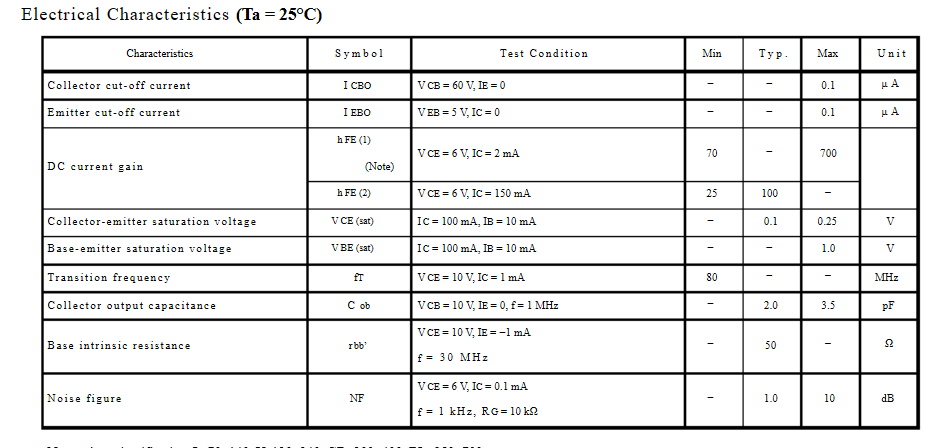 Electrical Characteristics (Ta = 25°C)
Characteristics Symbol Test Condition Min Typ. Max Unit
Collector cut-off current I CBO V CB = 60 V, IE = 0 − − 0.1 μ A
Emitter cut-off current I EBO V EB = 5 V, IC = 0 − − 0.1 μ A
DC current gain h FE (1) (Note) V CE = 6 V, IC = 2 mA 70 − 700
h FE (2) V CE = 6 V, IC = 150 mA 25 100 −
Collector-emitter saturation voltage V CE (sat) IC = 100 mA, IB = 10 mA − 0.1 0.25 V
Base-emitter saturation voltage V BE (sat) IC = 100 mA, IB = 10 mA − − 1.0 V
Transition frequency fT V CE = 10 V, IC = 1 mA 80 − − MHz
Collector output capacitance C ob V CB = 10 V, IE = 0, f = 1 MHz − 2.0 3.5 pF
Base intrinsic resistance rbb' V CE = 10 V, IE = −1 mA
f = 30 MHz − 50 − Ω
Noise figure NF V CE = 6 V, IC = 0.1 mA
f = 1 kHz, RG = 10 kΩ − 1.0 10 dB